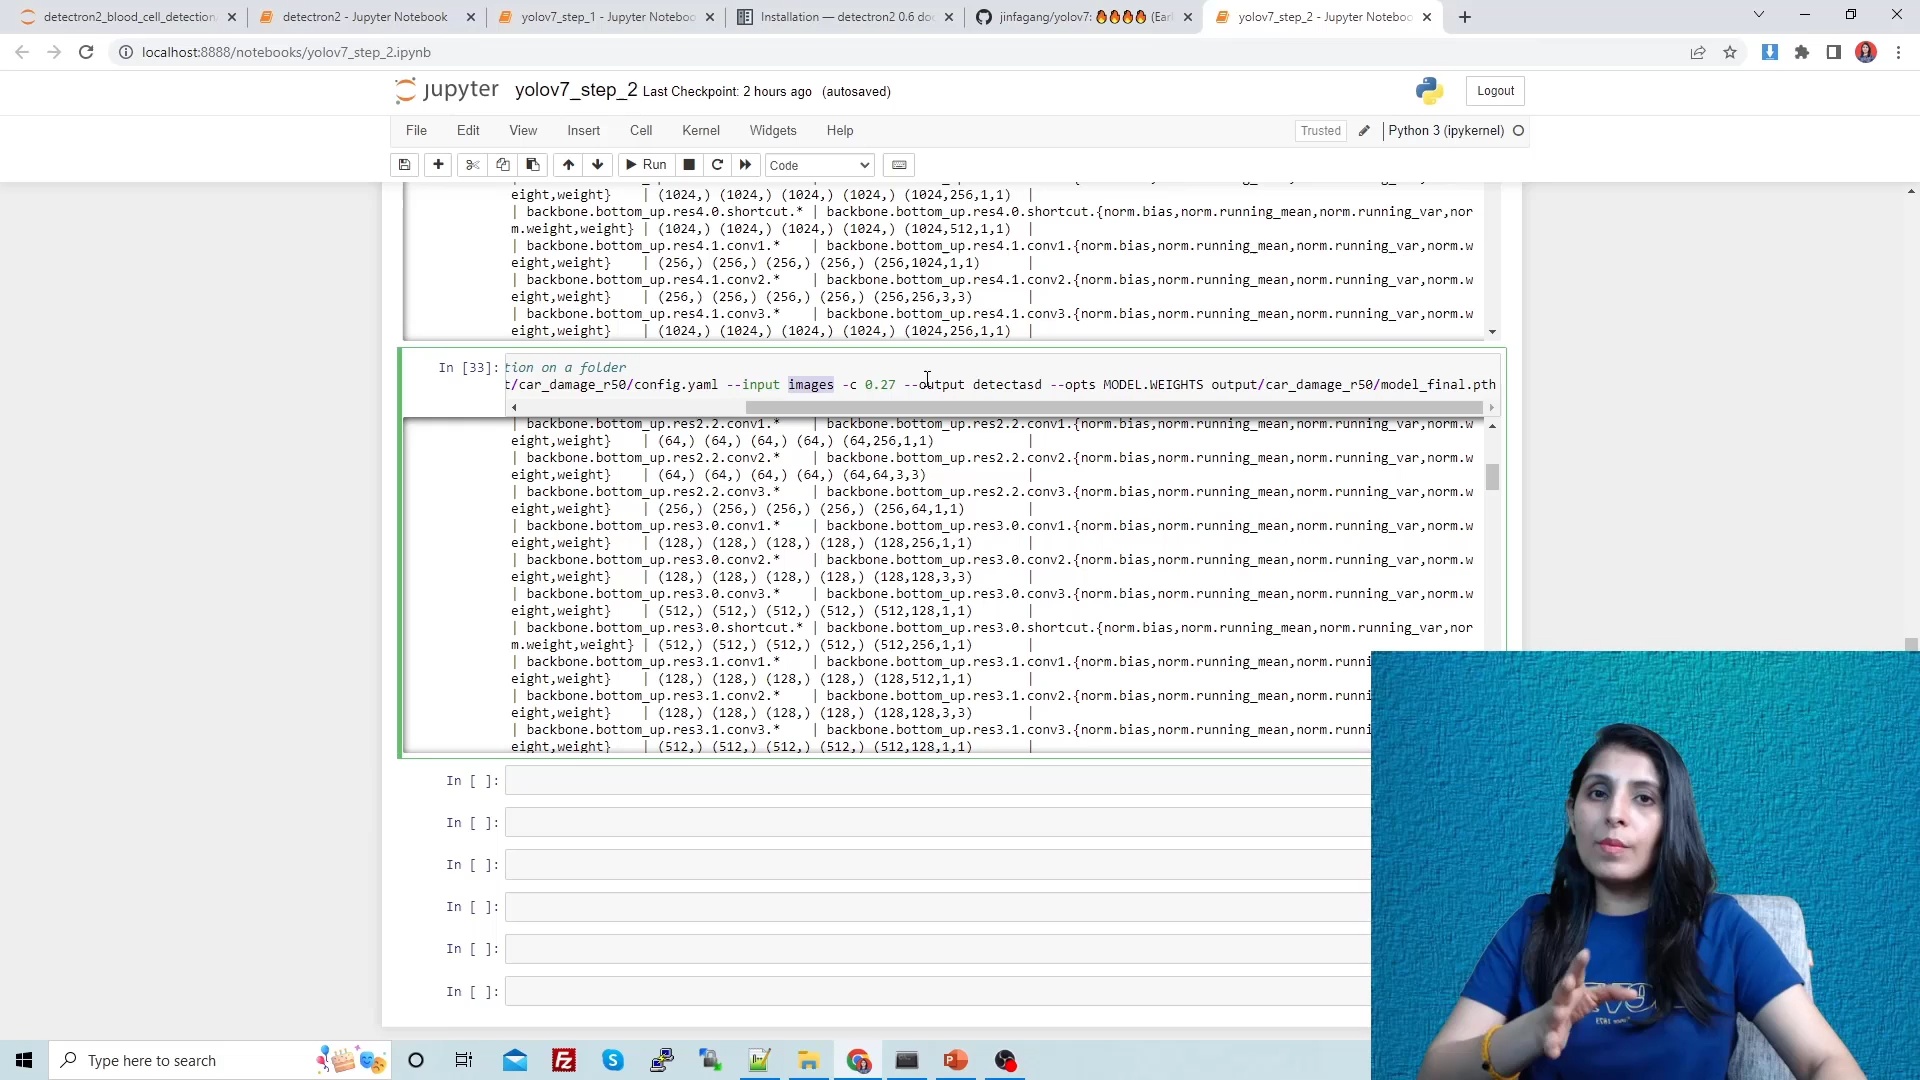 detectron2_blood_cell_detection
detectron2 - Jupyter Notebook
yolov7_step_1 - Jupyter Notebo
Installation — detectron2 0.6 do
jinfagang/yolov7: 🔥🔥🔥🔥 (Earl
yolov7_step_2 - Jupyter Noteboo
localhost:8888/notebooks/yolov7_step_2.ipynb
jupyter yolov7_step_2 Last Checkpoint: 2 hours ago (autosaved)
Logout
File Edit View Insert Cell Kernel Widgets Help
Trusted
Python 3 (ipykernel)
Run
Code
eight,weight} | (1024,) (1024,) (1024,) (1024,) (1024,256,1,1) |
| backbone.bottom_up.res4.0.shortcut.* | backbone.bottom_up.res4.0.shortcut.{norm.bias,norm.running_mean,norm.running_var,nor
m.weight,weight} | (1024,) (1024,) (1024,) (1024,) (1024,512,1,1) |
| backbone.bottom_up.res4.1.conv1.* | backbone.bottom_up.res4.1.conv1.{norm.bias,norm.running_mean,norm.running_var,norm.w
eight,weight} | (256,) (256,) (256,) (256,) (256,1024,1,1) |
| backbone.bottom_up.res4.1.conv2.* | backbone.bottom_up.res4.1.conv2.{norm.bias,norm.running_mean,norm.running_var,norm.w
eight,weight} | (256,) (256,) (256,) (256,) (256,256,3,3) |
| backbone.bottom_up.res4.1.conv3.* | backbone.bottom_up.res4.1.conv3.{norm.bias,norm.running_mean,norm.running_var,norm.w
eight,weight} | (1024,) (1024,) (1024,) (1024,) (1024,256,1,1) |
In [33]: tion on a folder
t/car_damage_r50/config.yaml --input images -c 0.27 --output detectasd --opts MODEL.WEIGHTS output/car_damage_r50/model_final.pth
| backbone.bottom_up.res2.2.conv1.* | backbone.bottom_up.res2.2.conv1.{norm.bias,norm.running_mean,norm.running_var,norm.w
eight,weight} | (64,) (64,) (64,) (64,) (64,256,1,1) |
| backbone.bottom_up.res2.2.conv2.* | backbone.bottom_up.res2.2.conv2.{norm.bias,norm.running_mean,norm.running_var,norm.w
eight,weight} | (64,) (64,) (64,) (64,) (64,64,3,3) |
| backbone.bottom_up.res2.2.conv3.* | backbone.bottom_up.res2.2.conv3.{norm.bias,norm.running_mean,norm.running_var,norm.w
eight,weight} | (256,) (256,) (256,) (256,) (256,64,1,1) |
| backbone.bottom_up.res3.0.conv1.* | backbone.bottom_up.res3.0.conv1.{norm.bias,norm.running_mean,norm.running_var,norm.w
eight,weight} | (128,) (128,) (128,) (128,) (128,256,1,1) |
| backbone.bottom_up.res3.0.conv2.* | backbone.bottom_up.res3.0.conv2.{norm.bias,norm.running_mean,norm.running_var,norm.w
eight,weight} | (128,) (128,) (128,) (128,) (128,128,3,3) |
| backbone.bottom_up.res3.0.conv3.* | backbone.bottom_up.res3.0.conv3.{norm.bias,norm.running_mean,norm.running_var,norm.w
eight,weight} | (512,) (512,) (512,) (512,) (512,128,1,1) |
| backbone.bottom_up.res3.0.shortcut.* | backbone.bottom_up.res3.0.shortcut.{norm.bias,norm.running_mean,norm.running_var,nor
m.weight,weight} | (512,) (512,) (512,) (512,) (512,256,1,1) |
| backbone.bottom_up.res3.1.conv1.* | backbone.bottom_up.res3.1.conv1.{norm.bias,norm.running_mean,norm.runni
eight,weight} | (128,) (128,) (128,) (128,) (128,512,1,1) |
| backbone.bottom_up.res3.1.conv2.* | backbone.bottom_up.res3.1.conv2.{norm.bias,norm.running_mean,norm.runni
eight,weight} | (128,) (128,) (128,) (128,) (128,128,3,3) |
| backbone.bottom_up.res3.1.conv3.* | backbone.bottom_up.res3.1.conv3.{norm.bias,norm.running_mean,norm.runni
eight,weight} | (512,) (512,) (512,) (512,) (512,128,1,1) |
In [ ]:
In [ ]:
In [ ]:
In [ ]:
In [ ]:
In [ ]:
Type here to search